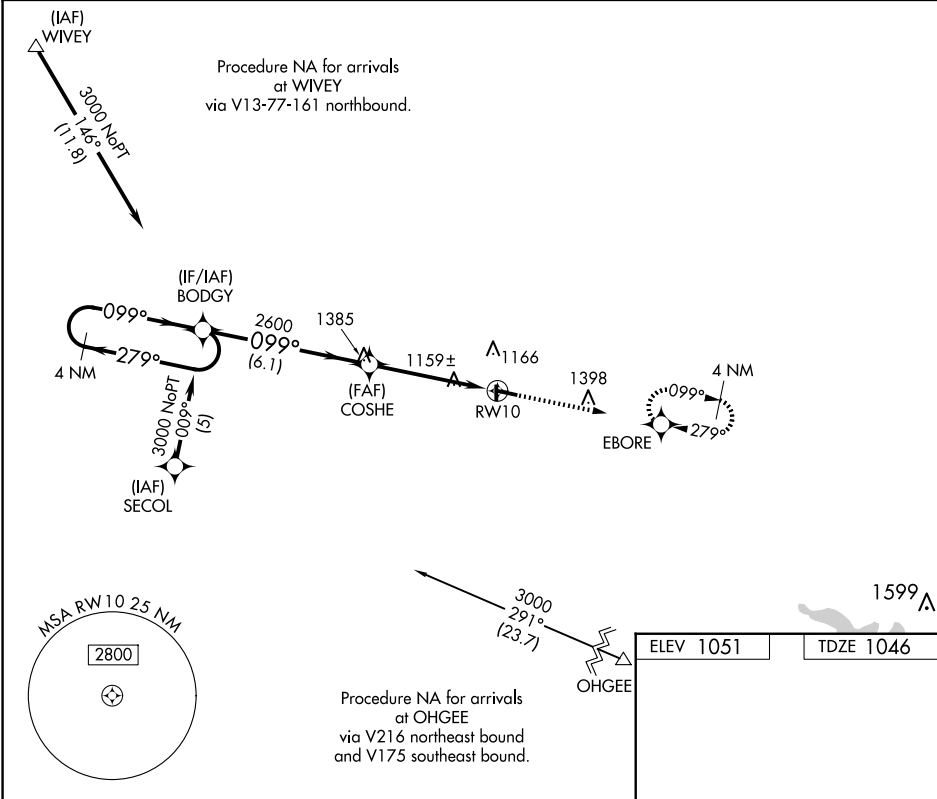 (IAF)
WIVEY
Procedure NA for arrivals
at WIVEY
via V13-77-161 northbound.
3000 NoPT
146°
(11.8)
(IF/IAF)
BODGY
099°
279°
4 NM
2600
099°
(6.1)
1385
(FAF)
COSHE
1159±
1166
RW10
1398
4 NM
099°
279°
EBORE
3000 NoPT
009°
(5)
(IAF)
SECOL
MSA RW10 25 NM
2800
3000
291°
(23.7)
OHGEE
Procedure NA for arrivals
at OHGEE
via V216 northeast bound
and V175 southeast bound.
1599
ELEV 1051
TDZE 1046